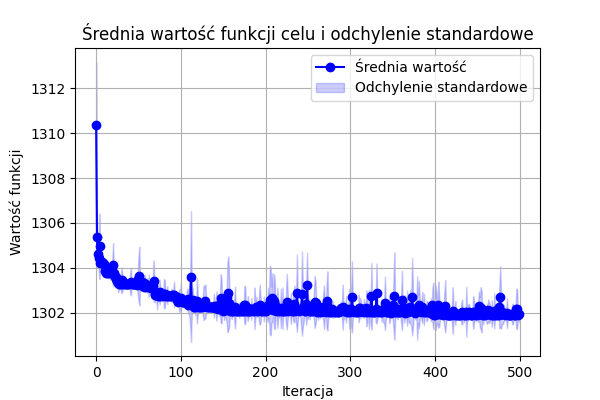 Średnia wartość funkcji celu i odchylenie standardowe
Średnia wartość
Odchylenie standardowe
Wartość funkcji
1312
1310
1308
1306
1304
1302
0 100 200 300 400 500
Iteracja